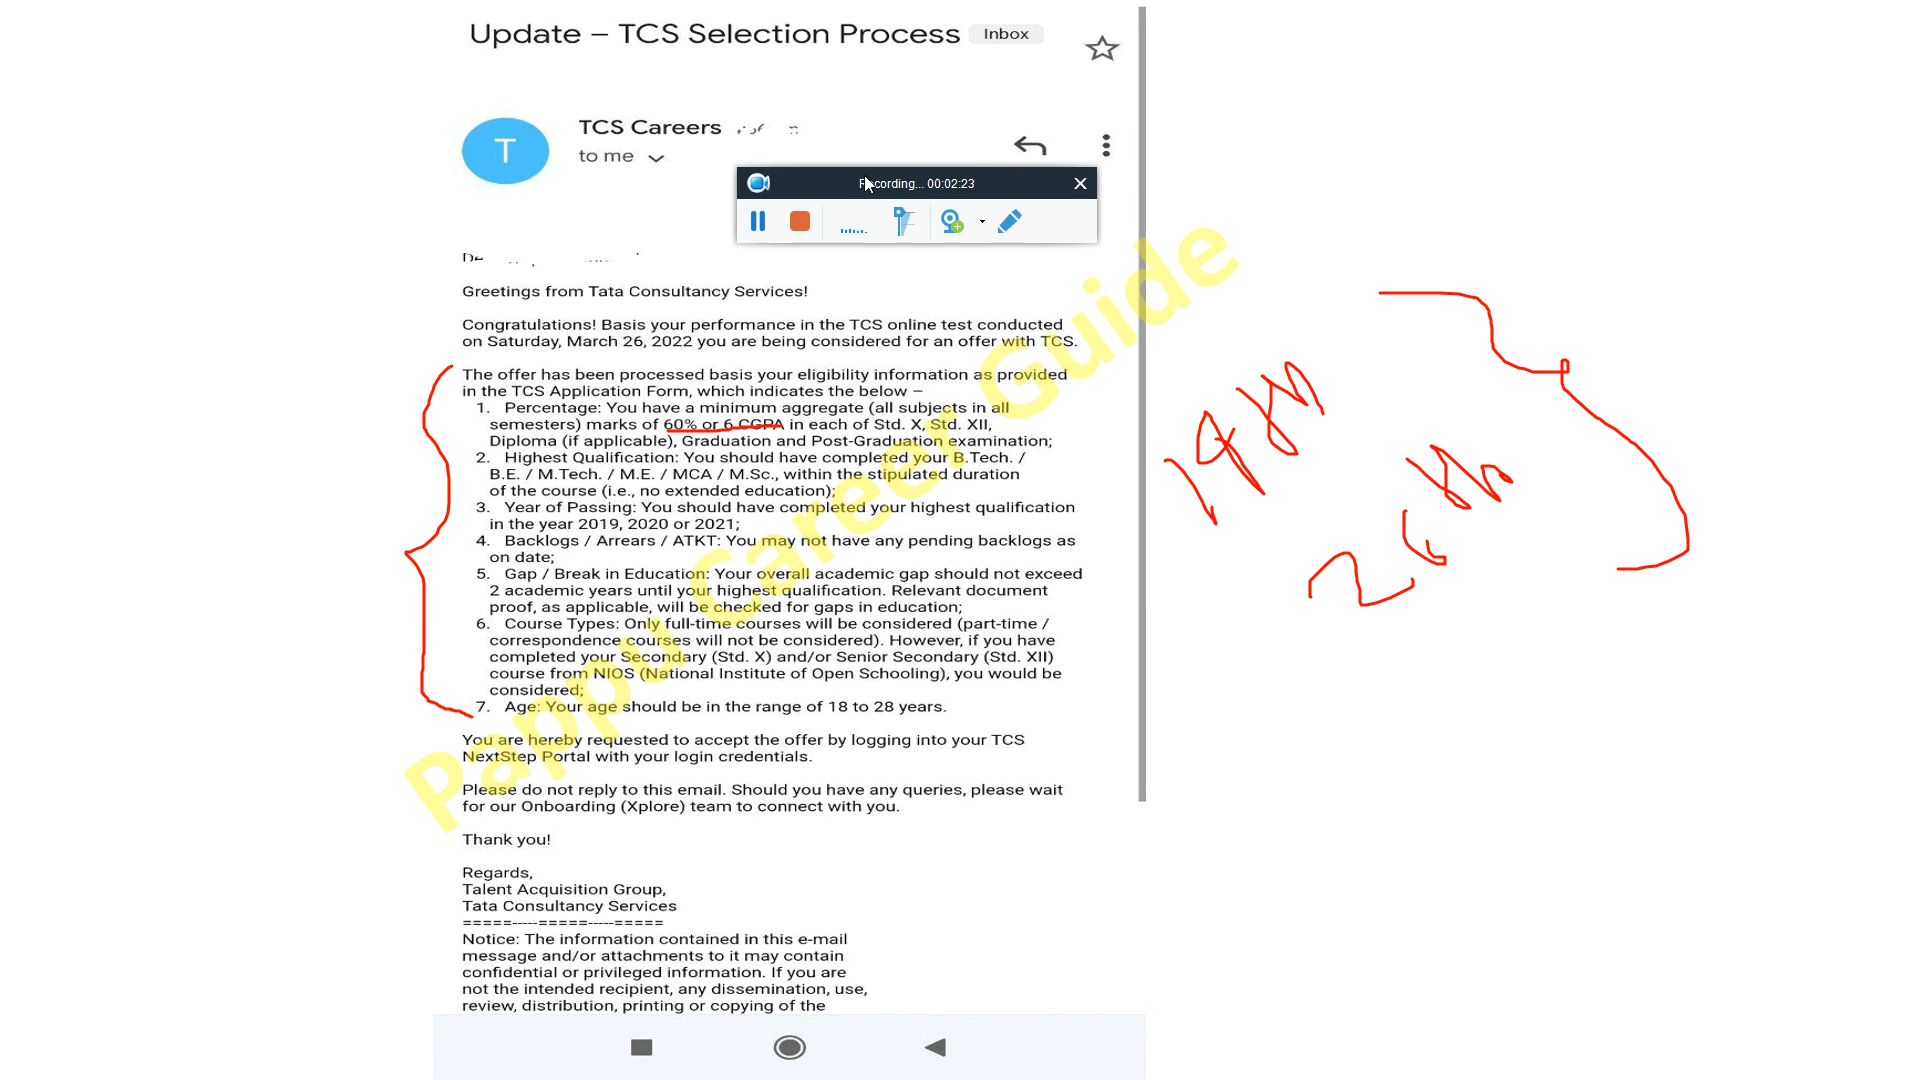 Update – TCS Selection Process Inbox
T
TCS Careers
to me
Recording... 00:02:23
Greetings from Tata Consultancy Services!
Congratulations! Basis your performance in the TCS online test conducted
on Saturday, March 26, 2022 you are being considered for an offer with TCS.
The offer has been processed basis your eligibility information as provided
in the TCS Application Form, which indicates the below –
1. Percentage: You have a minimum aggregate (all subjects in all
semesters) marks of 60% or 6 CGPA in each of Std. X, Std. XII,
Diploma (if applicable), Graduation and Post-Graduation examination;
2. Highest Qualification: You should have completed your B.Tech. /
B.E. / M.Tech. / M.E. / MCA / M.Sc., within the stipulated duration
of the course (i.e., no extended education);
3. Year of Passing: You should have completed your highest qualification
in the year 2019, 2020 or 2021;
4. Backlogs / Arrears / ATKT: You may not have any pending backlogs as
on date;
5. Gap / Break in Education: Your overall academic gap should not exceed
2 academic years until your highest qualification. Relevant document
proof, as applicable, will be checked for gaps in education;
6. Course Types: Only full-time courses will be considered (part-time /
correspondence courses will not be considered). However, if you have
completed your Secondary (Std. X) and/or Senior Secondary (Std. XII)
course from NIOS (National Institute of Open Schooling), you would be
considered;
7. Age: Your age should be in the range of 18 to 28 years.
You are hereby requested to accept the offer by logging into your TCS
NextStep Portal with your login credentials.
Please do not reply to this email. Should you have any queries, please wait
for our Onboarding (Xplore) team to connect with you.
Thank you!
Regards,
Talent Acquisition Group,
Tata Consultancy Services
=====-----=====-----=====
Notice: The information contained in this e-mail
message and/or attachments to it may contain
confidential or privileged information. If you are
not the intended recipient, any dissemination, use,
review, distribution, printing or copying of the
Pappu Career Guide